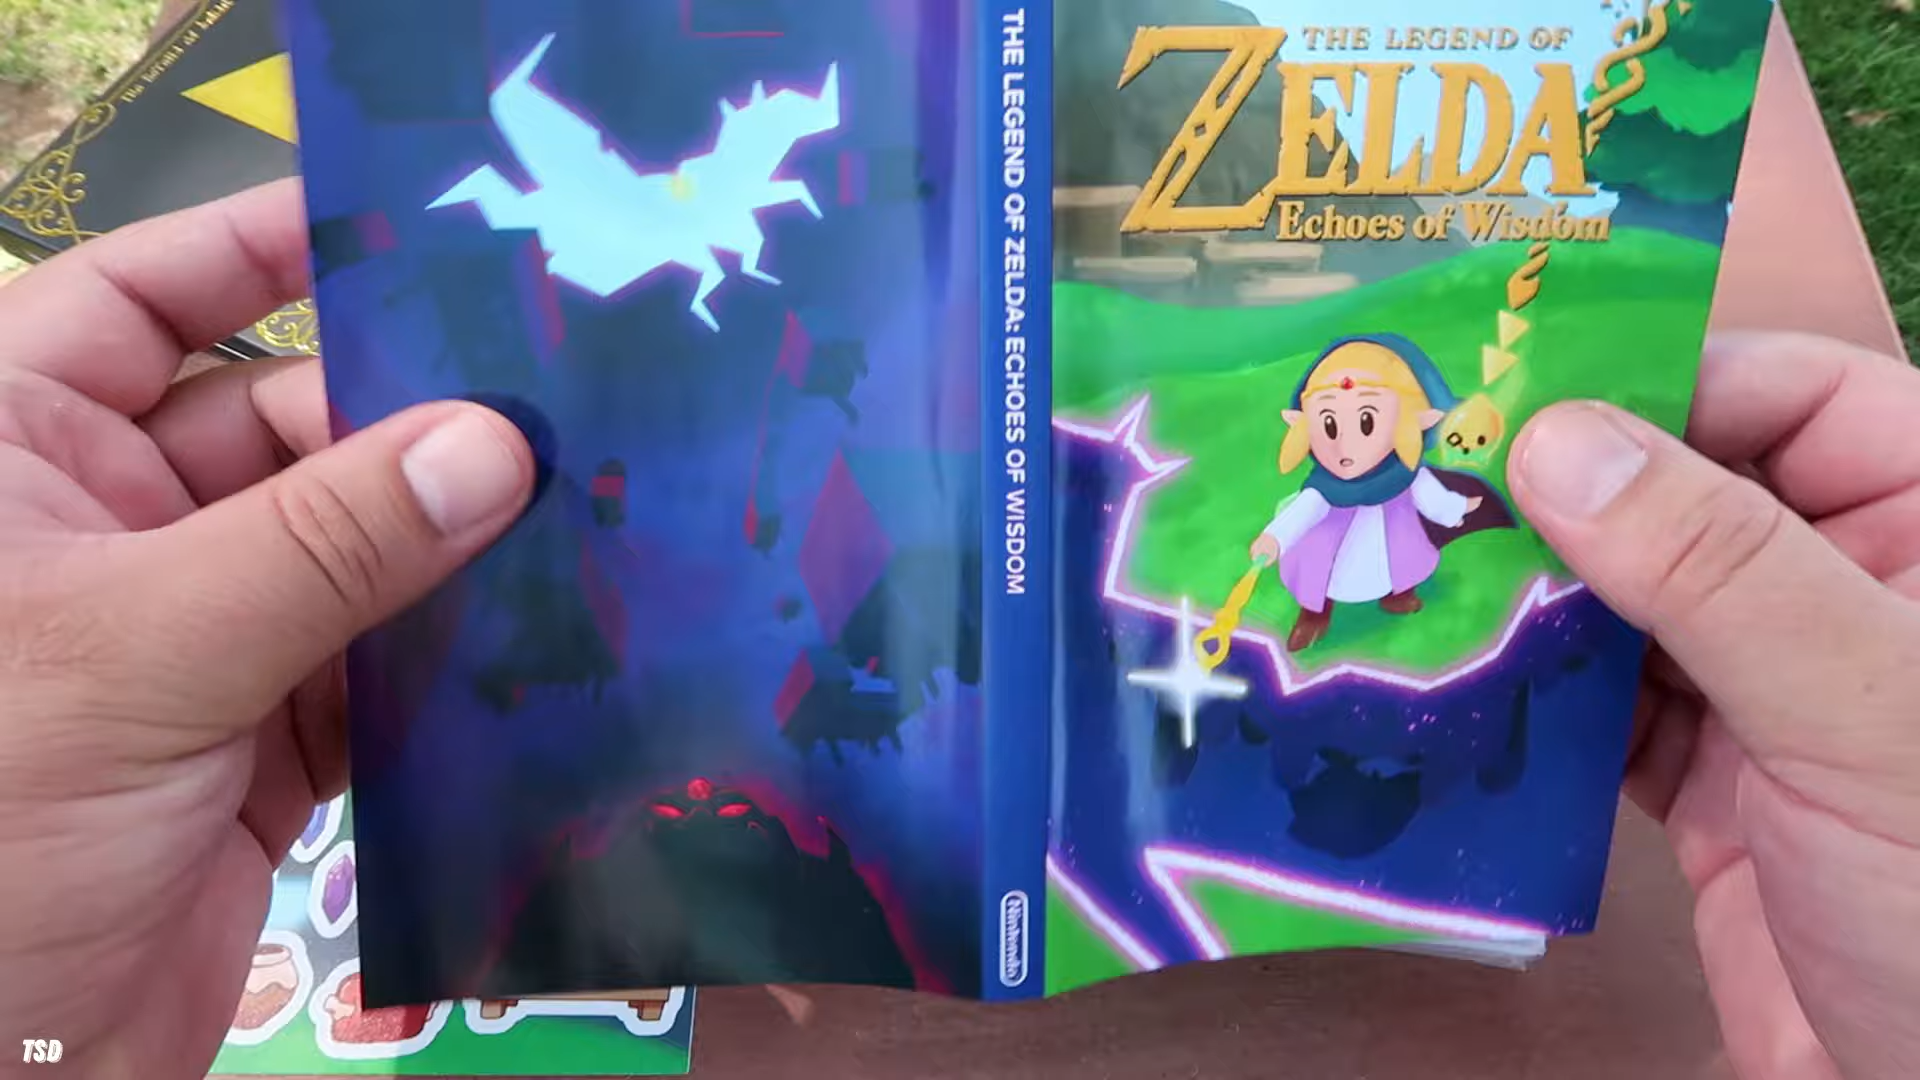 THE LEGEND OF ZELDA: ECHOES OF WISDOM
Nintendo
THE LEGEND OF
ZELDA
Echoes of Wisdom
TSD